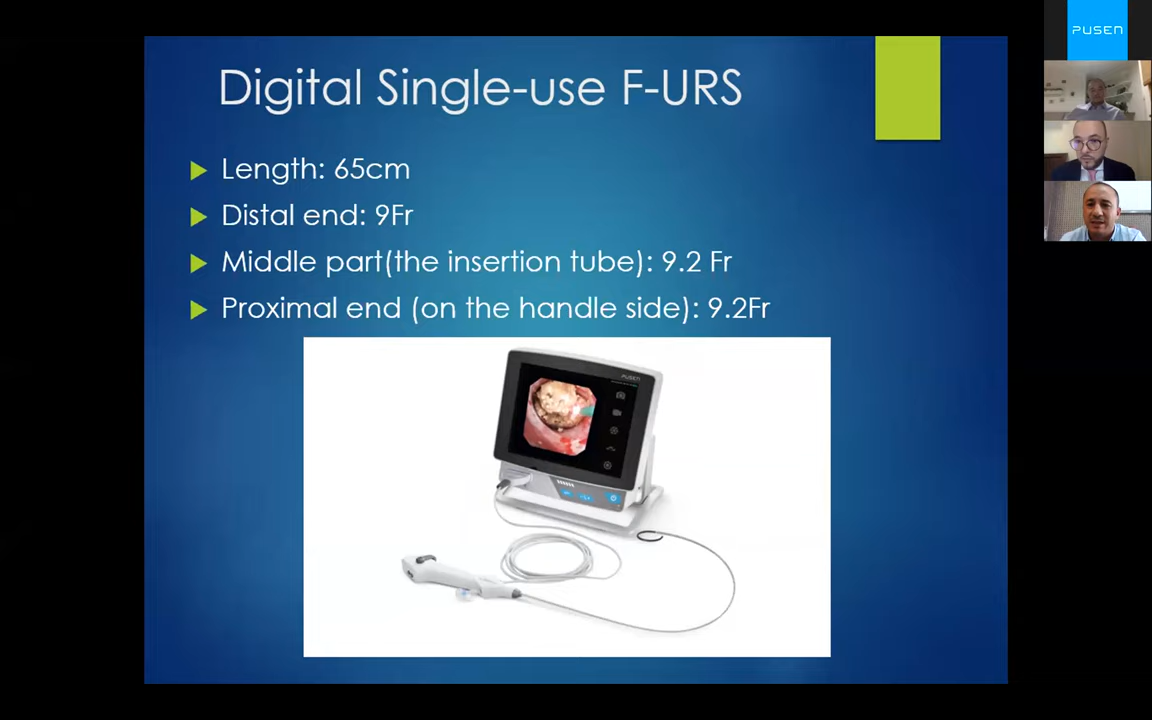 Digital Single-use F-URS
Length: 65cm
Distal end: 9Fr
Middle part(the insertion tube): 9.2 Fr
Proximal end (on the handle side): 9.2Fr
PUSEN
PUSEN